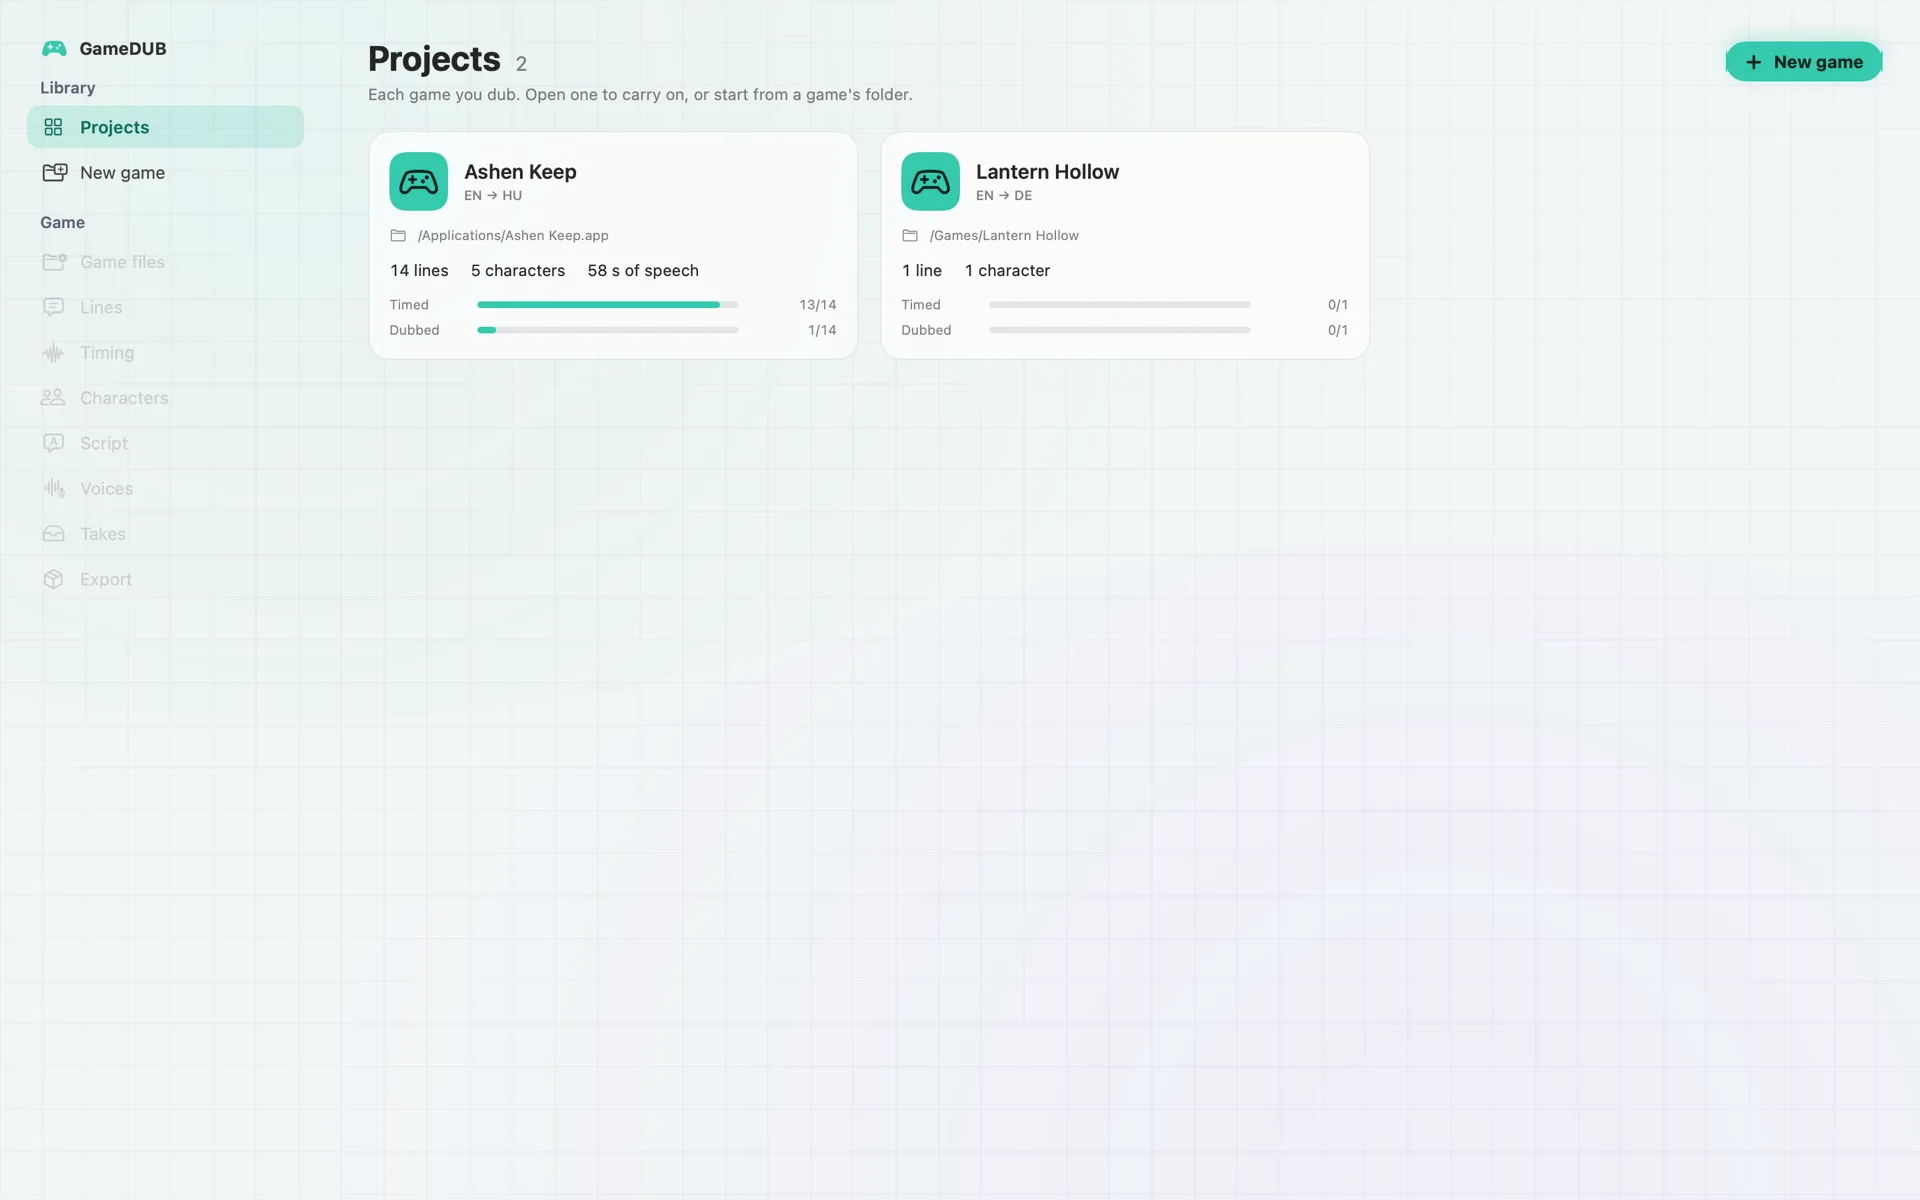 GameDUB
Library
Projects
New game
Game
Game files
Lines
Timing
Characters
Script
Voices
Takes
Export
Projects 2
Each game you dub. Open one to carry on, or start from a game's folder.
+ New game
Ashen Keep
EN → HU
/Applications/Ashen Keep.app
14 lines 5 characters 58 s of speech
Timed 13/14
Dubbed 1/14
Lantern Hollow
EN → DE
/Games/Lantern Hollow
1 line 1 character
Timed 0/1
Dubbed 0/1